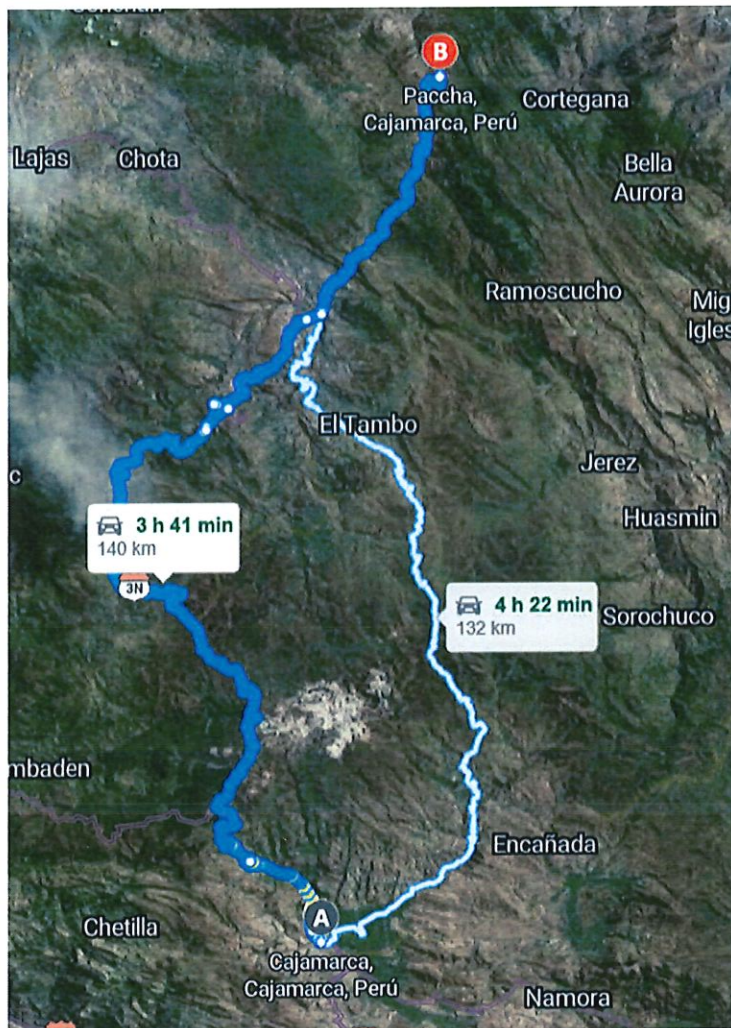 B
Paccha,
Cajamarca, Perú
Cortegana
Lajas
Chota
Bella
Aurora
Ramoscucho
Mig
Igles
El Tambo
Jerez
c
Huasmín
3 h 41 min
140 km
3N
4 h 22 min
132 km
Sorochuco
mbaden
Encañada
A
Chetilla
Cajamarca,
Cajamarca, Perú
Namora